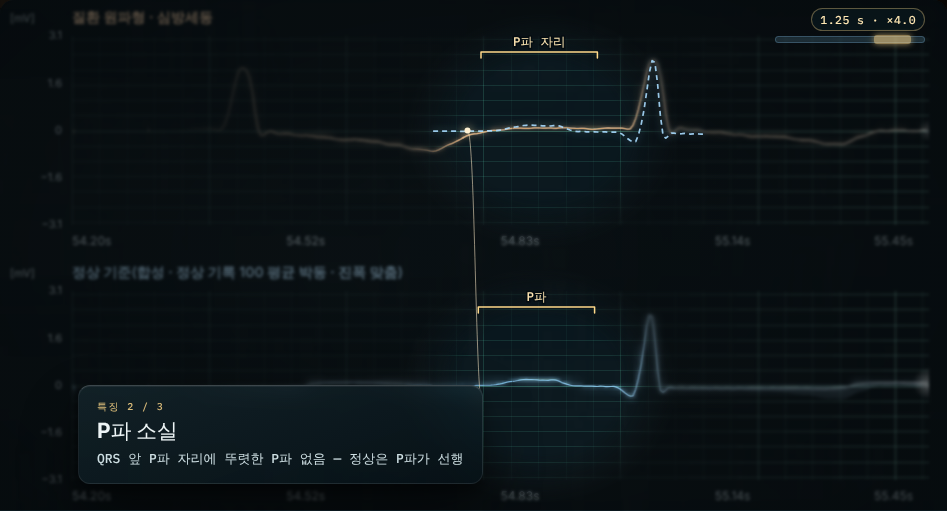 [mV]
질환 원파형 · 심방세동
1.25 s · ×4.0
P파 자리
3.1
1.6
0
-1.6
-3.1
54.20s
54.52s
54.83s
55.14s
55.45s
[mV]
정상 기준(합성 · 정상 기록 100 평균 박동 · 진폭 맞춤)
P파
3.1
1.6
0
-1.6
-3.1
특징 2 / 3
P파 소실
QRS 앞 P파 자리에 뚜렷한 P파 없음 — 정상은 P파가 선행
54.20s
54.52s
54.83s
55.14s
55.45s